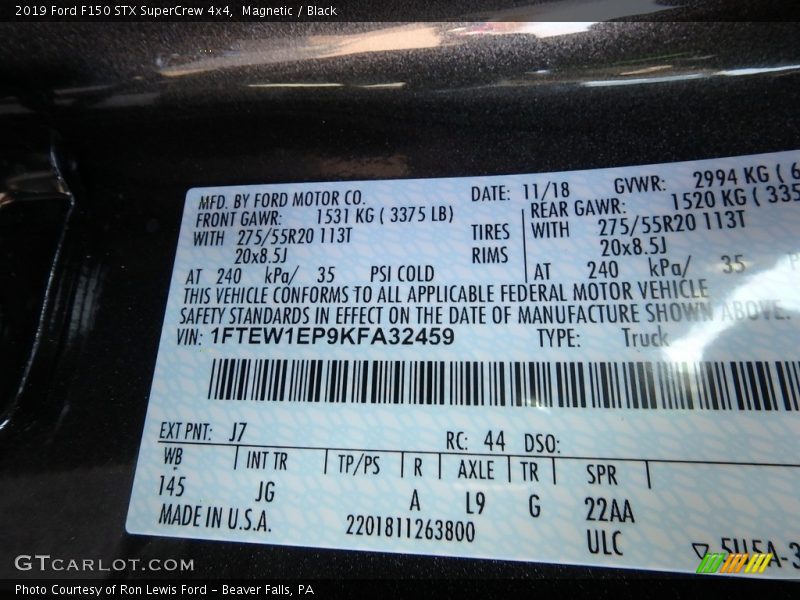 2019 Ford F150 STX SuperCrew 4x4, Magnetic / Black
MFD. BY FORD MOTOR CO. DATE: 11/18 GVWR: 2994 KG (
FRONT GAWR: 1531 KG ( 3375 LB) REAR GAWR: 1520 KG (
WITH 275/55R20 113T TIRES WITH 275/55R20 113T
20x8.5J RIMS 20x8.5J
AT 240 kPa/ 35 PSI COLD AT 240 kPa/ 35
THIS VEHICLE CONFORMS TO ALL APPLICABLE FEDERAL MOTOR VEHICLE
SAFETY STANDARDS IN EFFECT ON THE DATE OF MANUFACTURE SHOWN ABOVE.
VIN: 1FTEW1EP9KFA32459 TYPE: Truck
EXT PNT: J7 RC: 44 DSO:
WB INT TR TP/PS R AXLE TR SPR
145 JG A L9 G 22AA
MADE IN U.S.A. 2201811263800 ULC
GTCARLOT.COM
Photo Courtesy of Ron Lewis Ford – Beaver Falls, PA